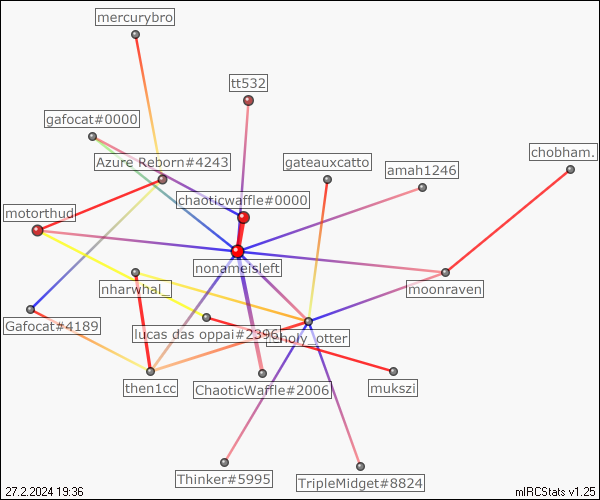 mercurybro
tt532
gafocat#0000
Azure Reborn#4243
gateauxcatto
chobham.
amah1246
chaoticwaffle#0000
motorthud
nonameisleft
nharwhal_
moonraven
Gafocat#4189
lucas das oppai#2396
holy_otter
then1cc
ChaoticWaffle#2006
mukszi
Thinker#5995
TripleMidget#8824
27.2.2024 19:36
mIRCStats v1.25